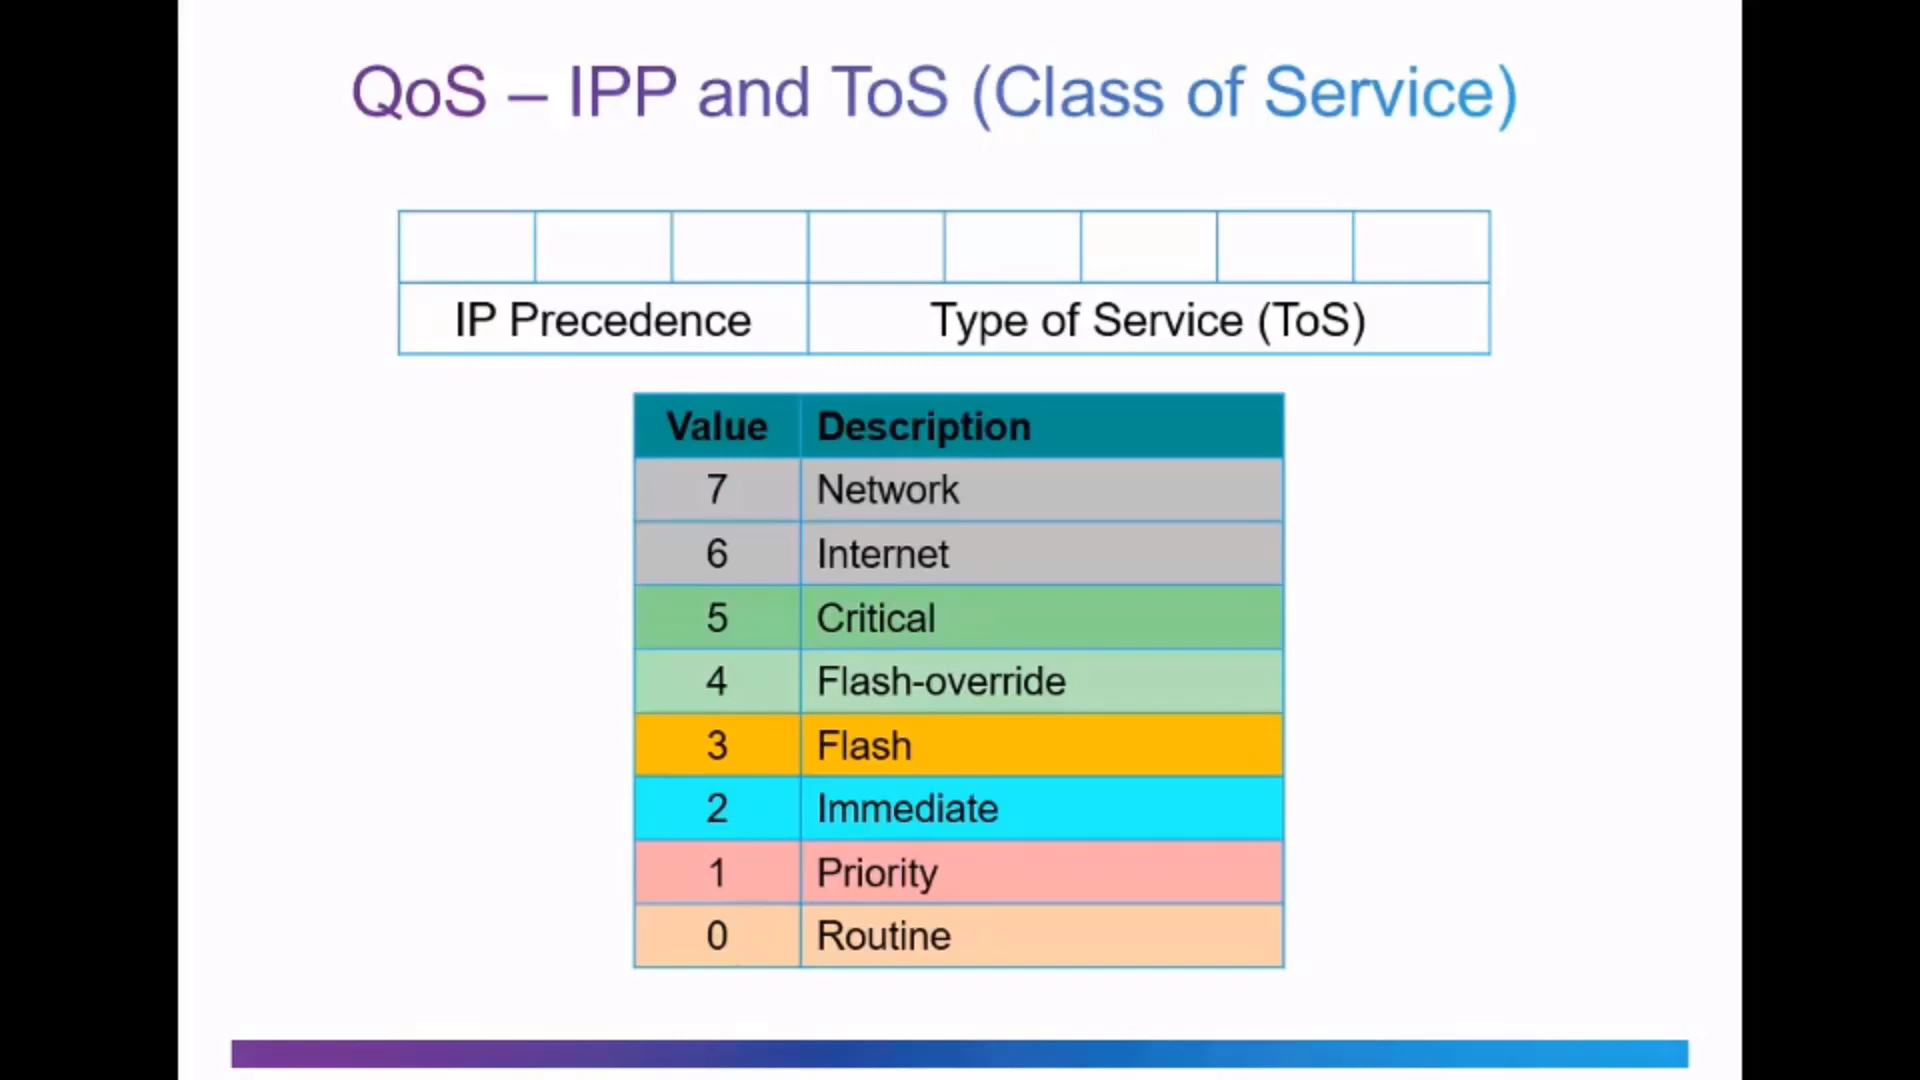 QoS – IPP and ToS (Class of Service)
IP Precedence Type of Service (ToS)
Value Description
7 Network
6 Internet
5 Critical
4 Flash-override
3 Flash
2 Immediate
1 Priority
0 Routine